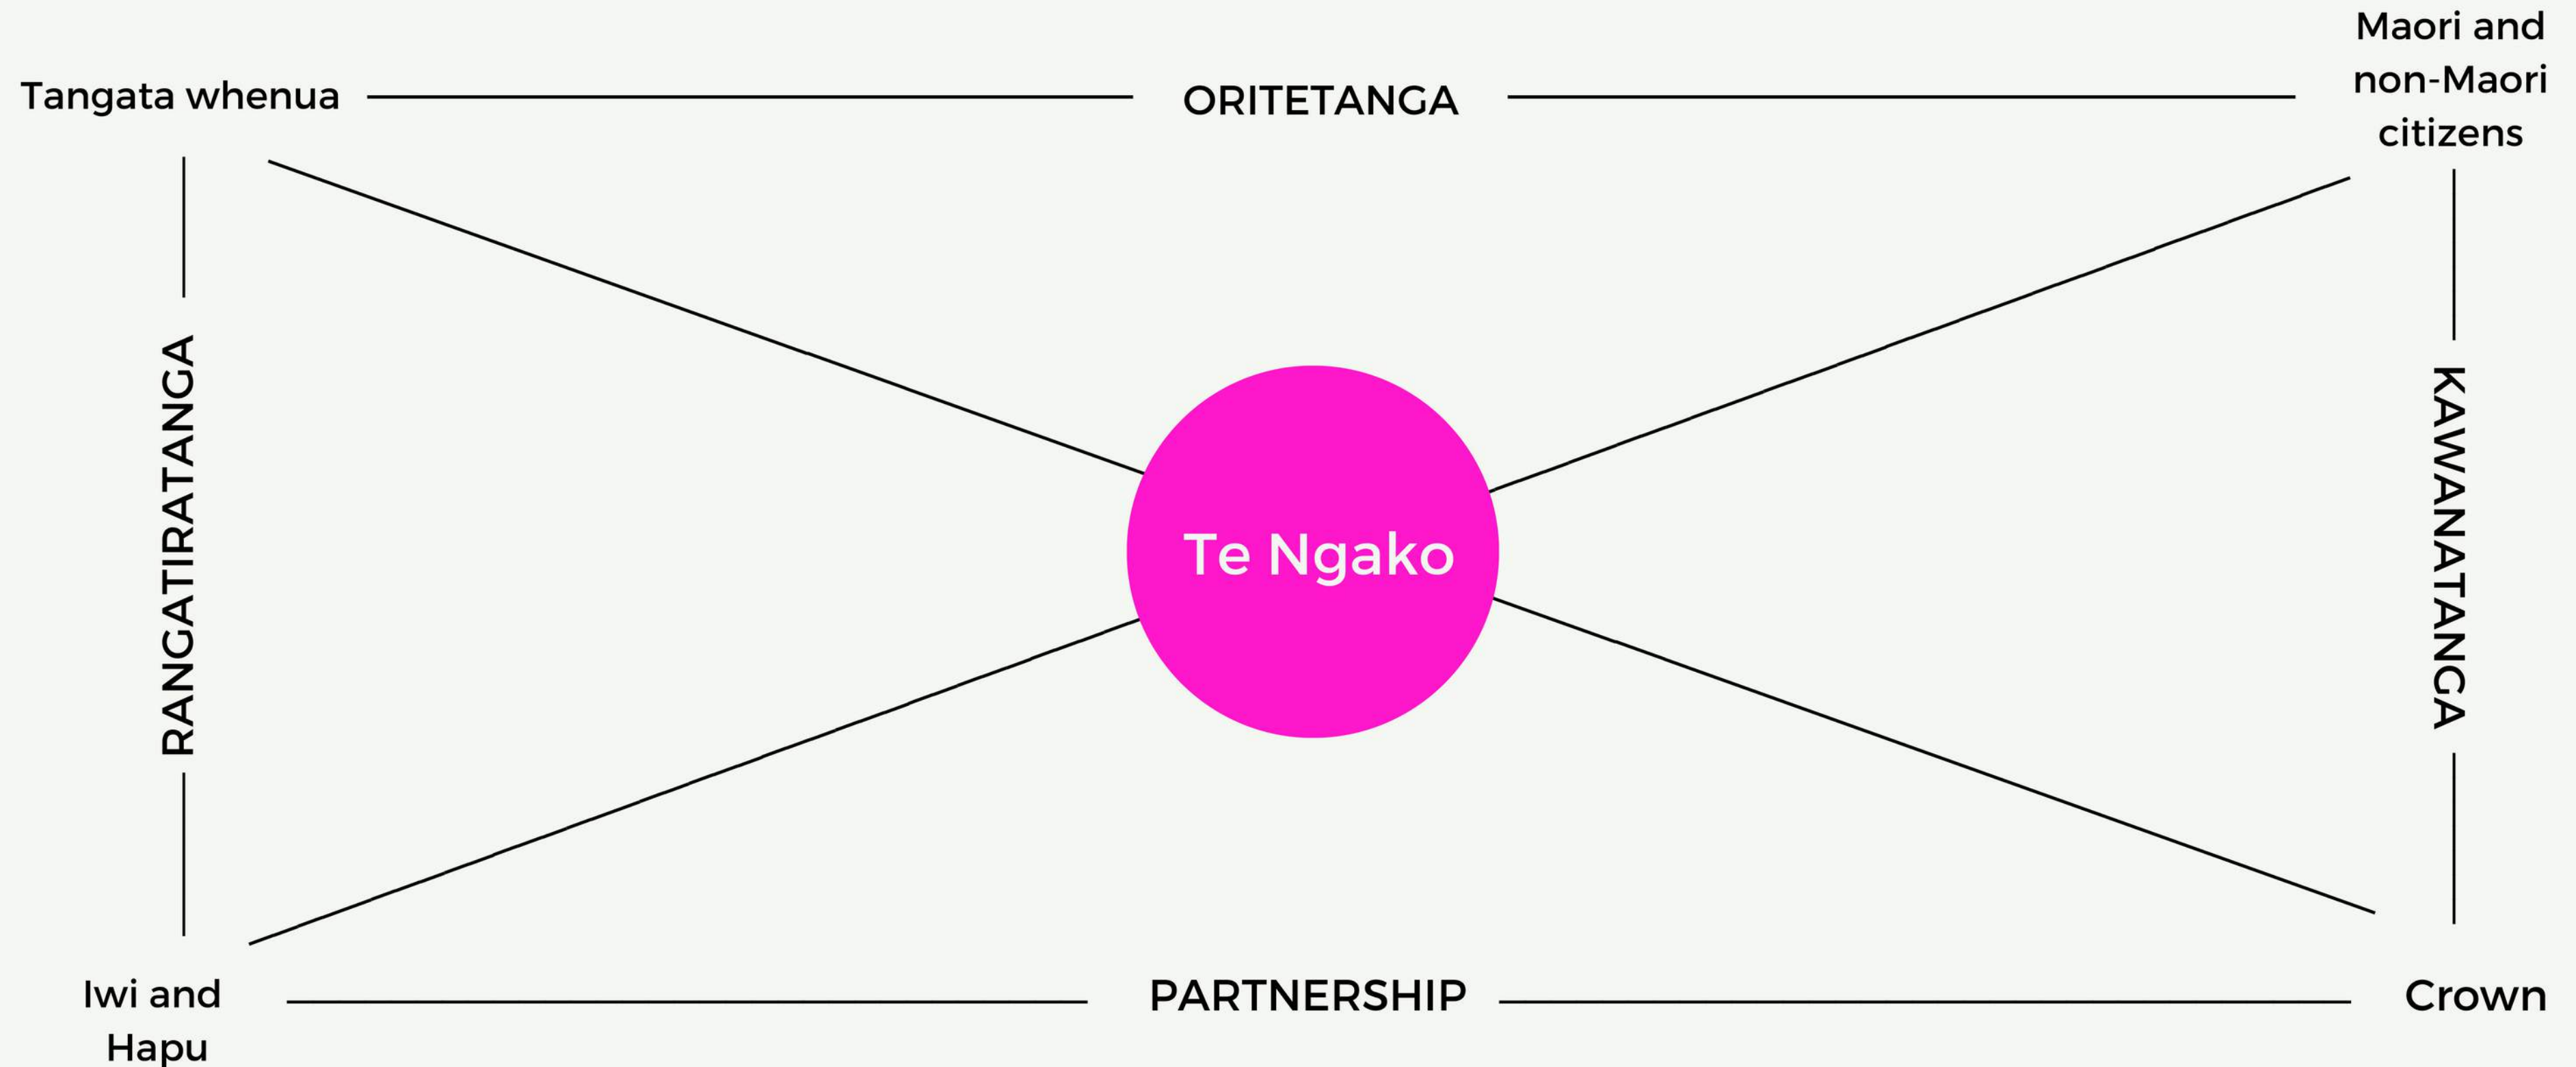 Maori and
non-Maori
citizens
Tangata whenua
ORITETANGA
RANGATIRATANGA
Te Ngako
KAWANATANGA
Iwi and
Hapu
PARTNERSHIP
Crown